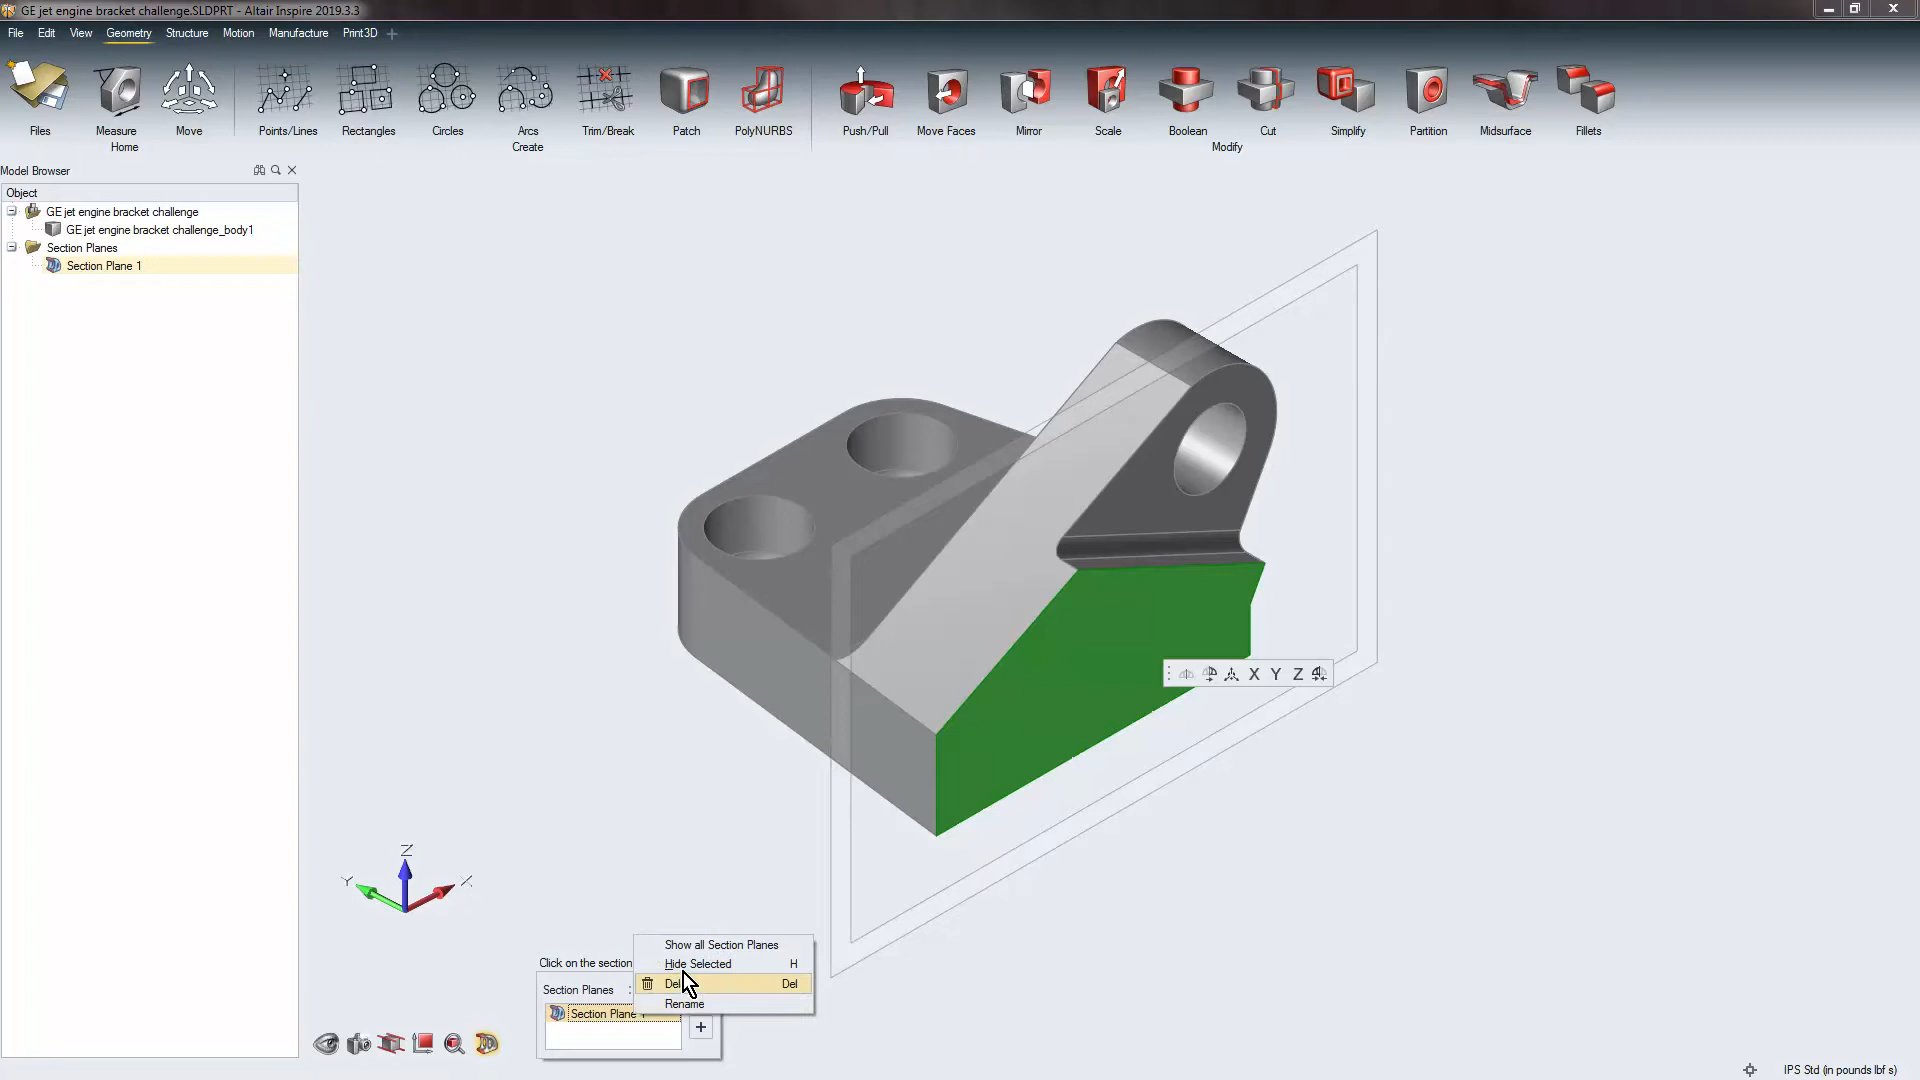 GE jet engine bracket challenge.SLDPRT - Altair Inspire 2019.3.3
File Edit View Geometry Structure Motion Manufacture Print3D
Files Measure Move Points/Lines Rectangles Circles Arcs Trim/Break Patch PolyNURBS Push/Pull Move Faces Mirror Scale Boolean Cut Simplify Partition Midsurface Fillets
Home Create Modify
Model Browser
Object
GE jet engine bracket challenge
GE jet engine bracket challenge_body1
Section Planes
Section Plane 1
X Y Z
Z
Y X
Show all Section Planes
Click on the section
Hide Selected H
Section Planes :
Del Del
Rename
Section Plane
IPS Std (in pounds lbf s)